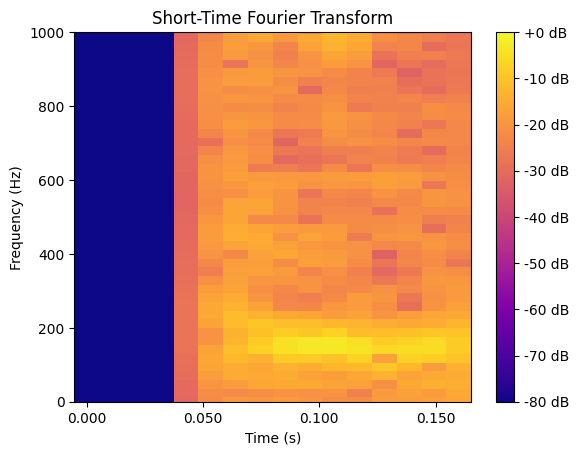 Short-Time Fourier Transform
1000
800
600
400
200
0
Frequency (Hz)
0.000
0.050
0.100
0.150
Time (s)
+0 dB
-10 dB
-20 dB
-30 dB
-40 dB
-50 dB
-60 dB
-70 dB
-80 dB